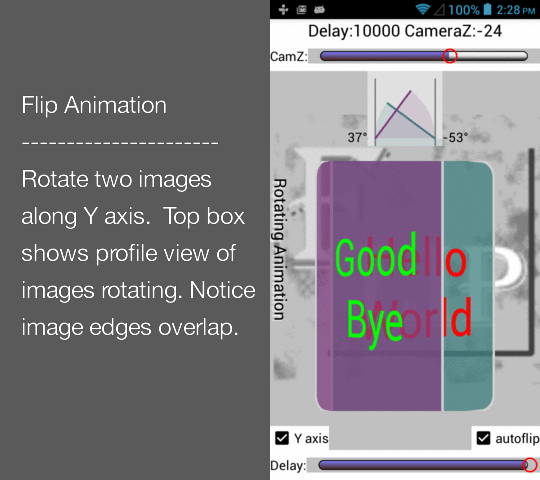 Flip Animation
----------------------
Rotate two images
along Y axis.  Top box
shows profile view of
images rotating. Notice
image edges overlap.
100% 2:28 PM
Delay:10000 CameraZ:-24
CamZ:
37° -53°
Rotating Animation
Good
Bye
Hello
World
Y axis
autoflip
Delay: